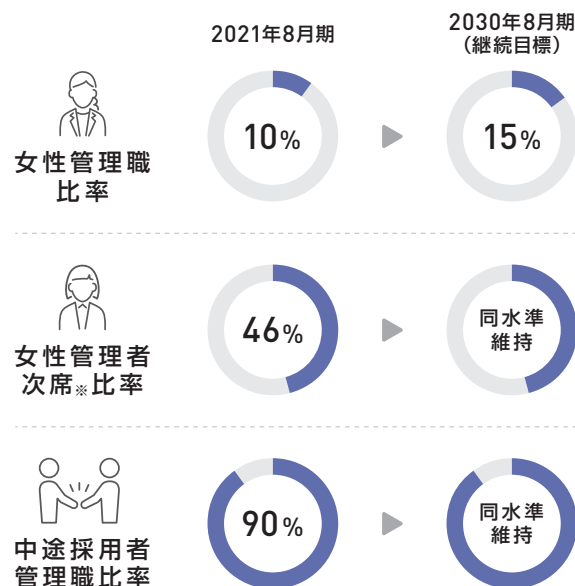 2021年8月期
2030年8月期
（継続目標）
女性管理職
比率
10%
15%
女性管理者
次席※比率
46%
同水準
維持
中途採用者
管理職比率
90%
同水準
維持